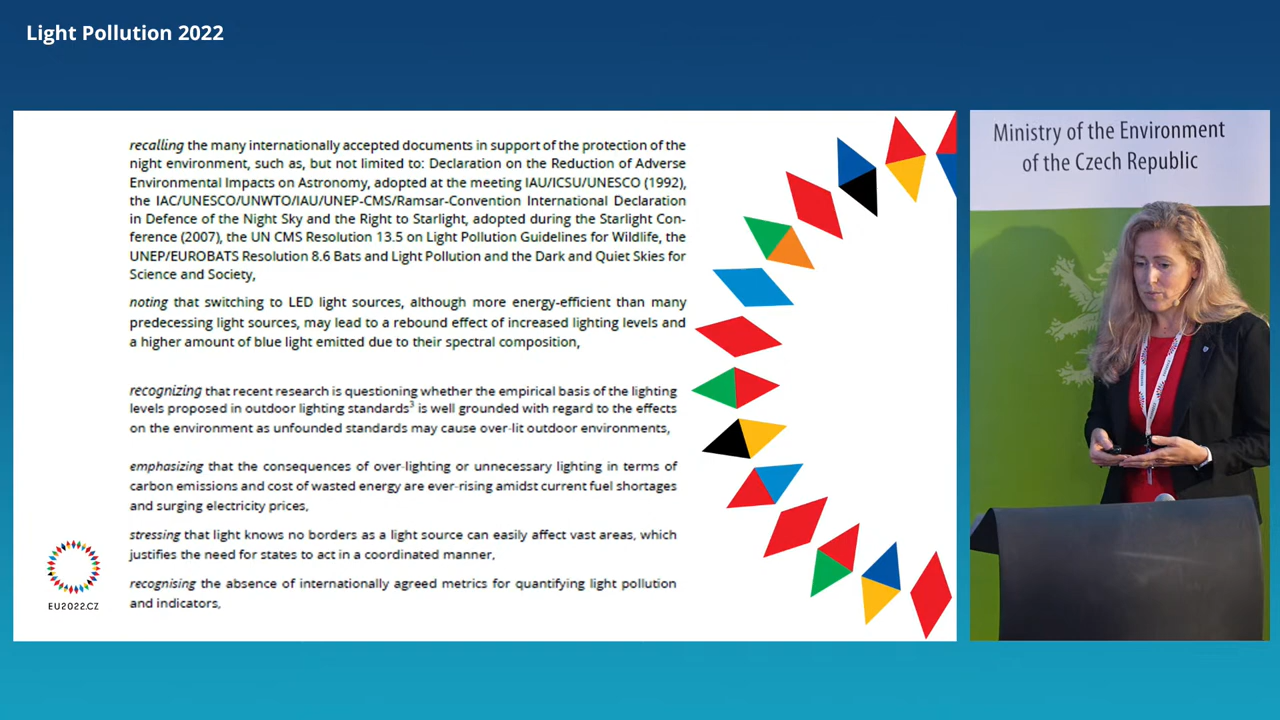 Light Pollution 2022
recalling the many internationally accepted documents in support of the protection of the
night environment, such as, but not limited to: Declaration on the Reduction of Adverse
Environmental Impacts on Astronomy, adopted at the meeting IAU/ICSU/UNESCO (1992),
the IAC/UNESCO/UNWTO/IAU/UNEP-CMS/Ramsar-Convention International Declaration
in Defence of the Night Sky and the Right to Starlight, adopted during the Starlight Con-
ference (2007), the UN CMS Resolution 13.5 on Light Pollution Guidelines for Wildlife, the
UNEP/EUROBATS Resolution 8.6 Bats and Light Pollution and the Dark and Quiet Skies for
Science and Society,
noting that switching to LED light sources, although more energy-efficient than many
predecessing light sources, may lead to a rebound effect of increased lighting levels and
a higher amount of blue light emitted due to their spectral composition,
recognizing that recent research is questioning whether the empirical basis of the lighting
levels proposed in outdoor lighting standards³ is well grounded with regard to the effects
on the environment as unfounded standards may cause over-lit outdoor environments,
emphasizing that the consequences of over-lighting or unnecessary lighting in terms of
carbon emissions and cost of wasted energy are ever-rising amidst current fuel shortages
and surging electricity prices,
stressing that light knows no borders as a light source can easily affect vast areas, which
justifies the need for states to act in a coordinated manner,
recognising the absence of internationally agreed metrics for quantifying light pollution
and indicators,
EU2022.CZ
Ministry of the Environment
of the Czech Republic